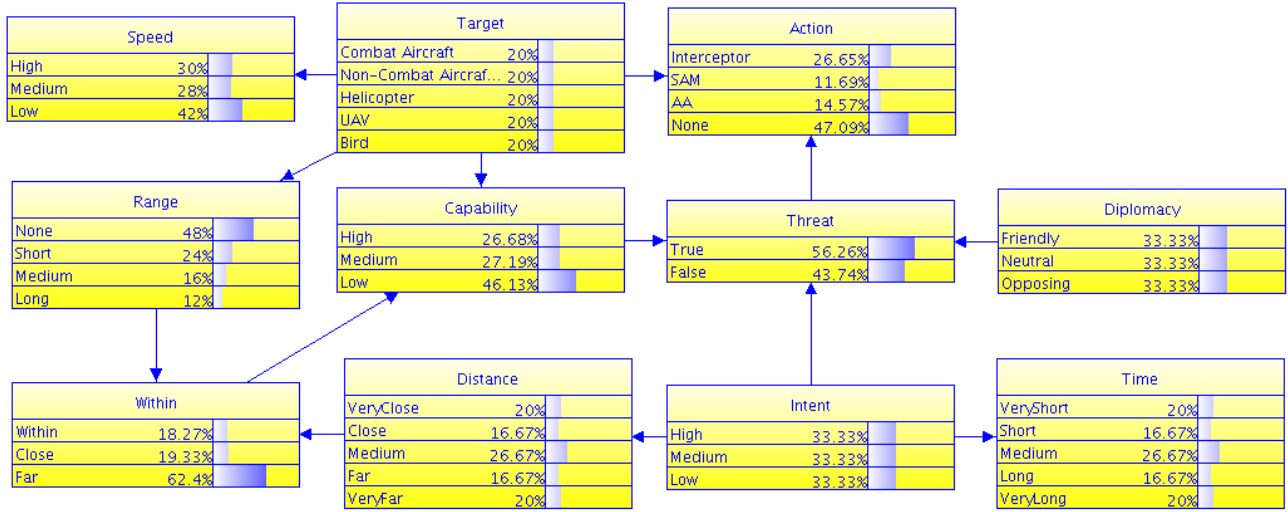 Speed
High 30%
Medium 28%
Low 42%
Target
Combat Aircraft 20%
Non-Combat Aircraf... 20%
Helicopter 20%
UAV 20%
Bird 20%
Action
Interceptor 26.65%
SAM 11.69%
AA 14.57%
None 47.09%
Range
None 48%
Short 24%
Medium 16%
Long 12%
Capability
High 26.68%
Medium 27.19%
Low 46.13%
Threat
True 56.26%
False 43.74%
Diplomacy
Friendly 33.33%
Neutral 33.33%
Opposing 33.33%
Within
Within 18.27%
Close 19.33%
Far 62.4%
Distance
VeryClose 20%
Close 16.67%
Medium 26.67%
Far 16.67%
VeryFar 20%
Intent
High 33.33%
Medium 33.33%
Low 33.33%
Time
VeryShort 20%
Short 16.67%
Medium 26.67%
Long 16.67%
VeryLong 20%